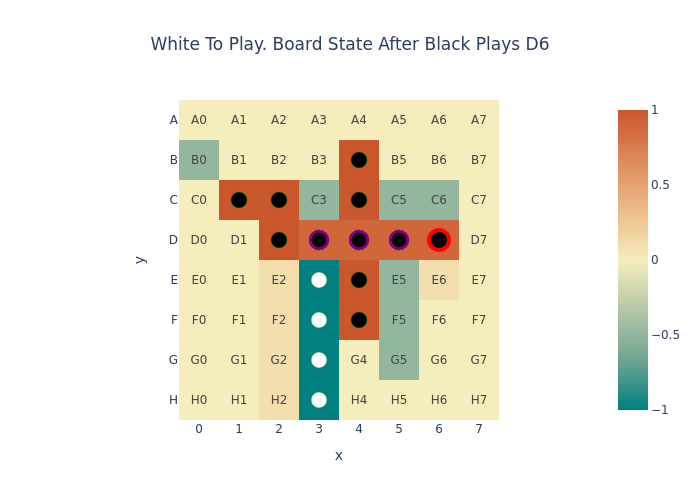 White To Play. Board State After Black Plays D6
A A0 A1 A2 A3 A4 A5 A6 A7
B B0 B1 B2 B3 B5 B6 B7
C C0 C3 C5 C6 C7
D D0 D1 D7
E E0 E1 E2 E5 E6 E7
F F0 F1 F2 F5 F6 F7
G G0 G1 G2 G4 G5 G6 G7
H H0 H1 H2 H4 H5 H6 H7
0 1 2 3 4 5 6 7
x
y
1
0.5
0
−0.5
−1